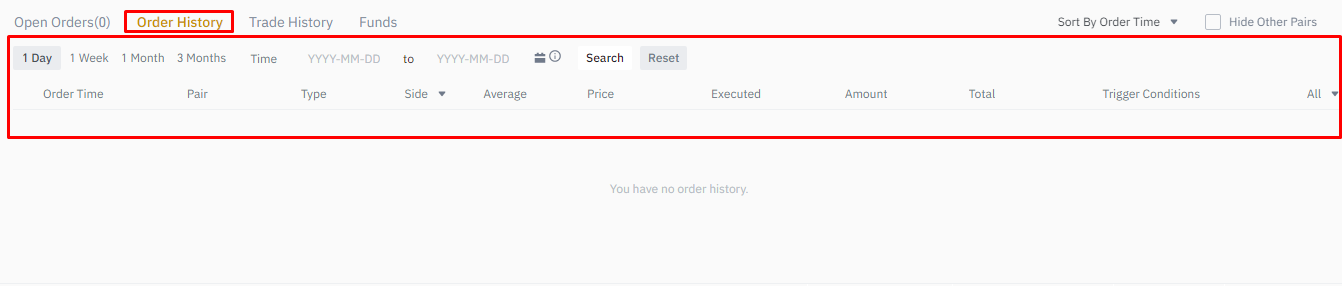 Open Orders(0) Order History Trade History Funds Sort By Order Time Hide Other Pairs
1 Day 1 Week 1 Month 3 Months Time YYYY-MM-DD to YYYY-MM-DD Search Reset
Order Time Pair Type Side Average Price Executed Amount Total Trigger Conditions All
You have no order history.